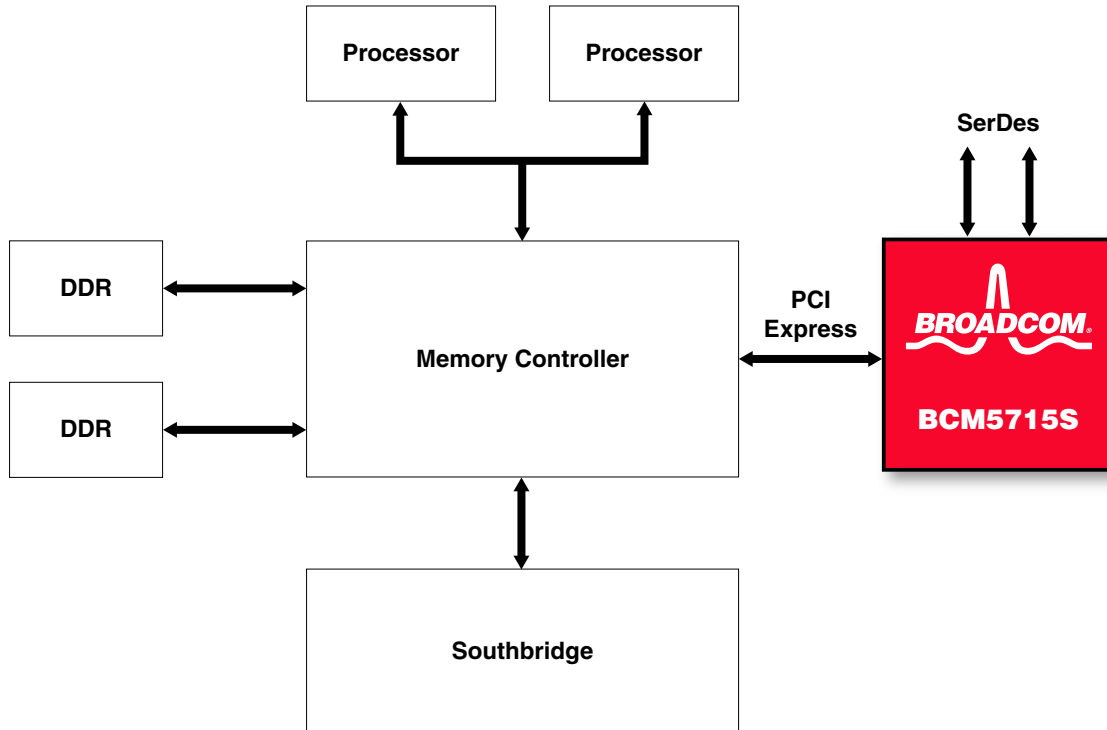 Processor
Processor
SerDes
DDR
PCI
Express
BROADCOM®
Memory Controller
DDR
BCM5715S
Southbridge